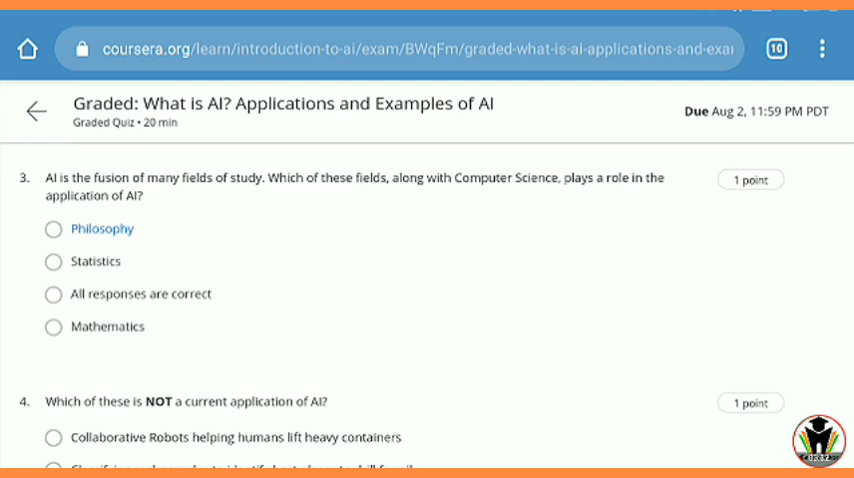 coursera.org/learn/introduction-to-ai/exam/BWqFm/graded-what-is-ai-applications-and-exa
10
Graded: What is AI? Applications and Examples of AI
Graded Quiz • 20 min
Due Aug 2, 11:59 PM PDT
3. AI is the fusion of many fields of study. Which of these fields, along with Computer Science, plays a role in the
application of AI?
1 point
Philosophy
Statistics
All responses are correct
Mathematics
4. Which of these is NOT a current application of AI?
1 point
Collaborative Robots helping humans lift heavy containers